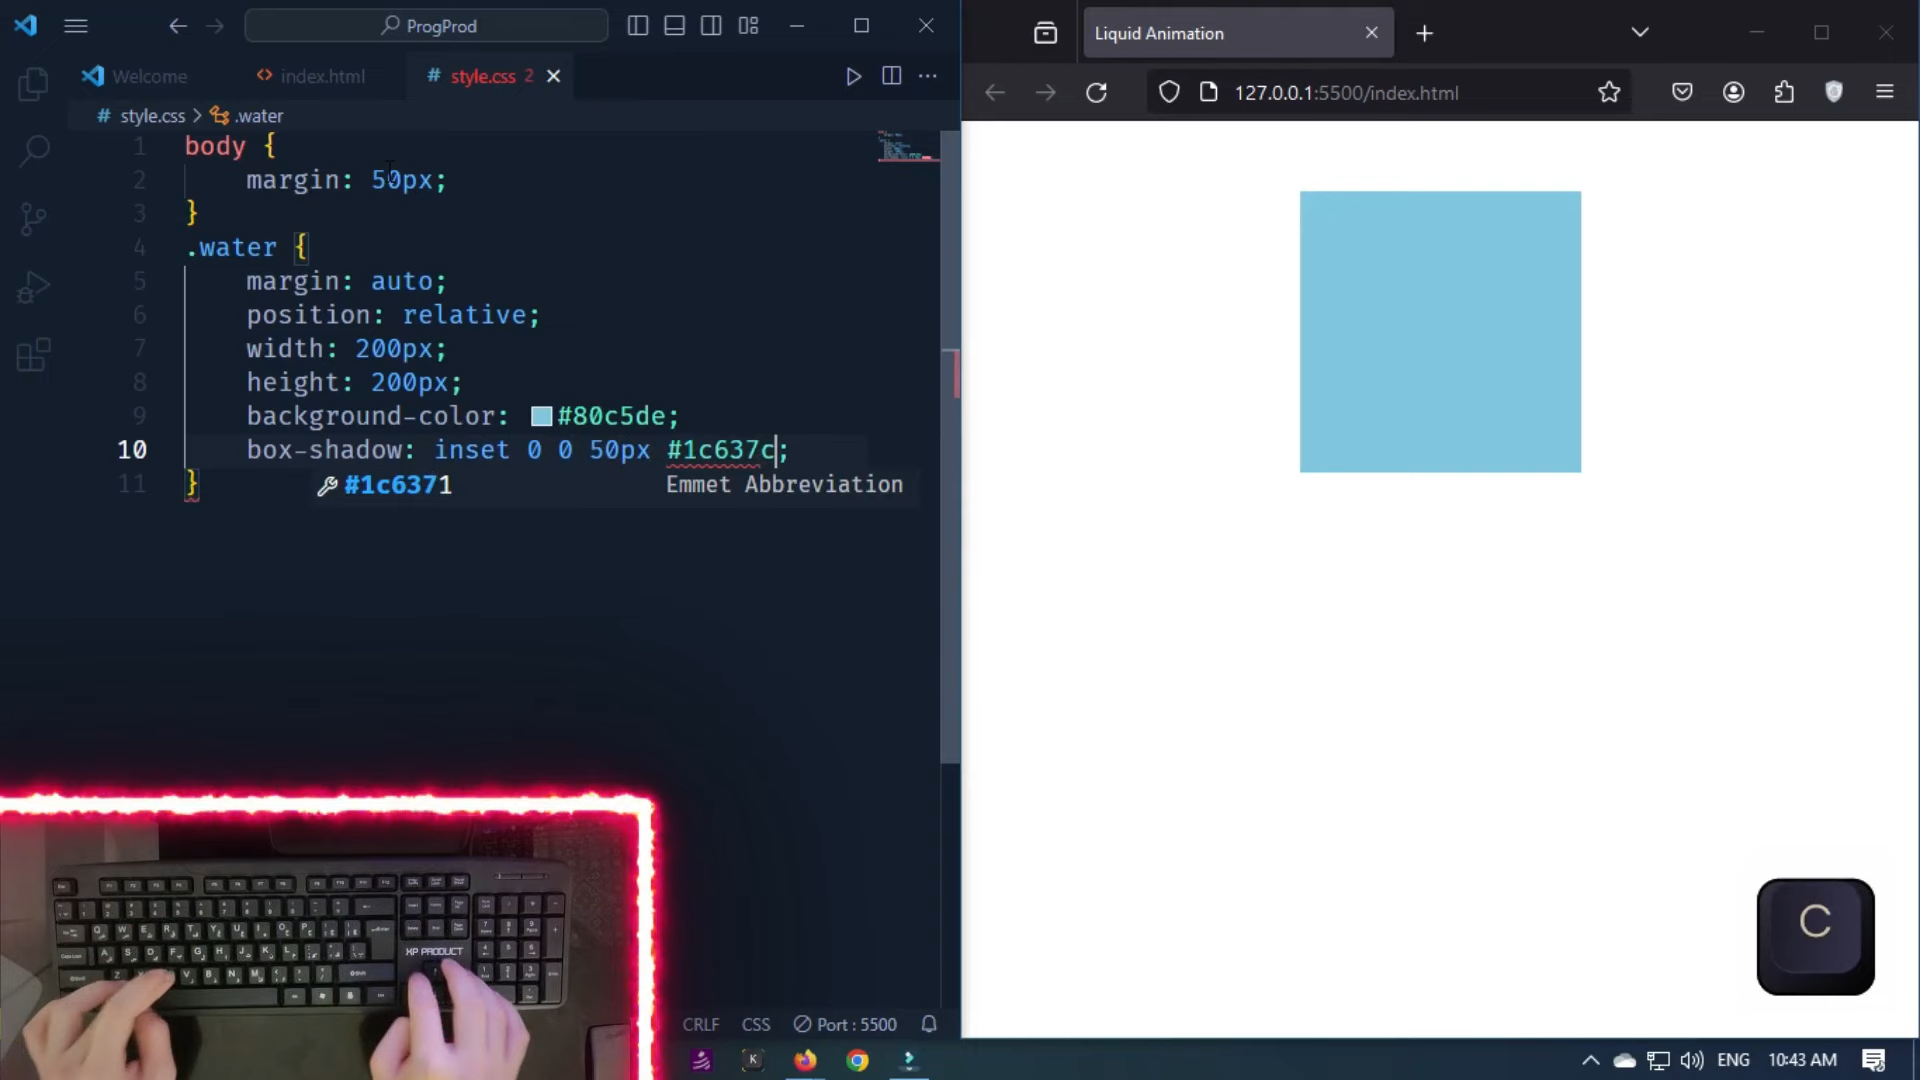 ProgProd
Welcome
index.html
# style.css 2
# style.css > .water
1 body {
2 margin: 50px;
3 }
4 .water {
5 margin: auto;
6 position: relative;
7 width: 200px;
8 height: 200px;
9 background-color: #80c5de;
10 box-shadow: inset 0 0 50px #1c637c;
11 }
#1c6371 Emmet Abbreviation
CRLF CSS Port : 5500
Liquid Animation
127.0.0.1:5500/index.html
XP PRODUCT
C
K
ENG 10:43 AM